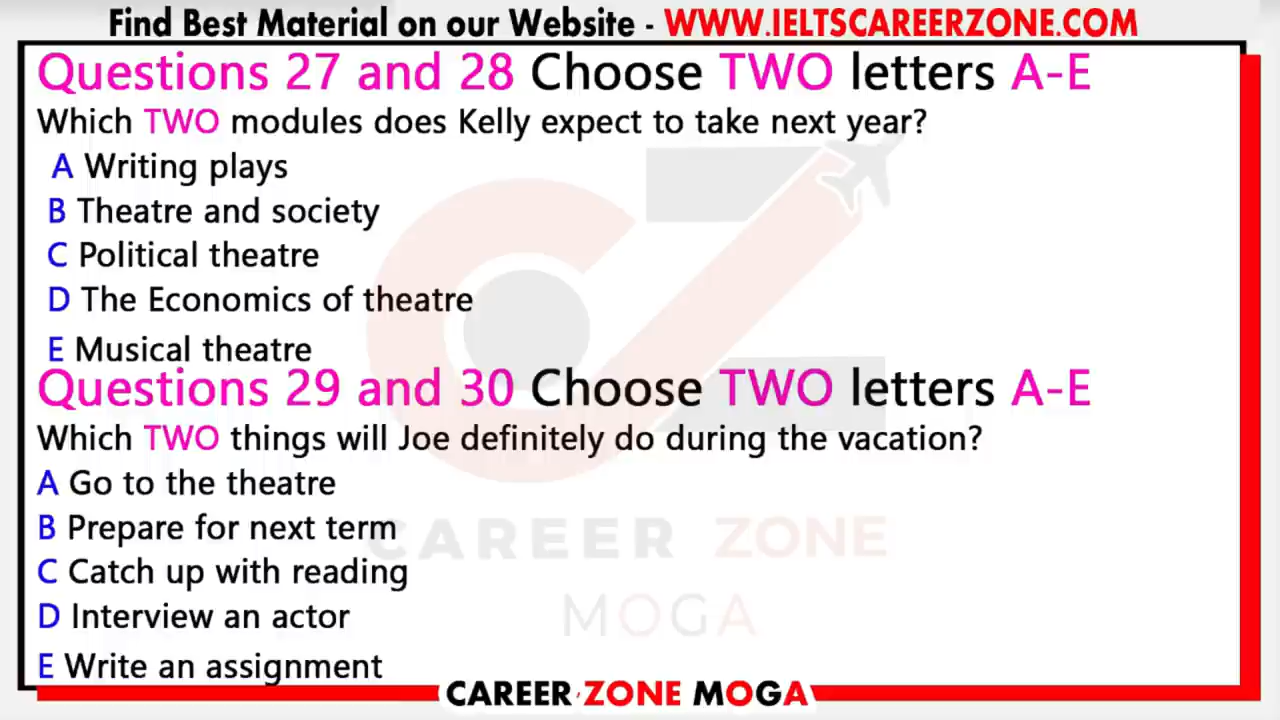 Find Best Material on our Website - WWW.IELTSCAREERZONE.COM
Questions 27 and 28 Choose TWO letters A-E
Which TWO modules does Kelly expect to take next year?
A Writing plays
B Theatre and society
C Political theatre
D The Economics of theatre
E Musical theatre
Questions 29 and 30 Choose TWO letters A-E
Which TWO things will Joe definitely do during the vacation?
A Go to the theatre
B Prepare for next term
C Catch up with reading
D Interview an actor
E Write an assignment
CAREER ZONE
MOGA
CAREER ZONE MOGA